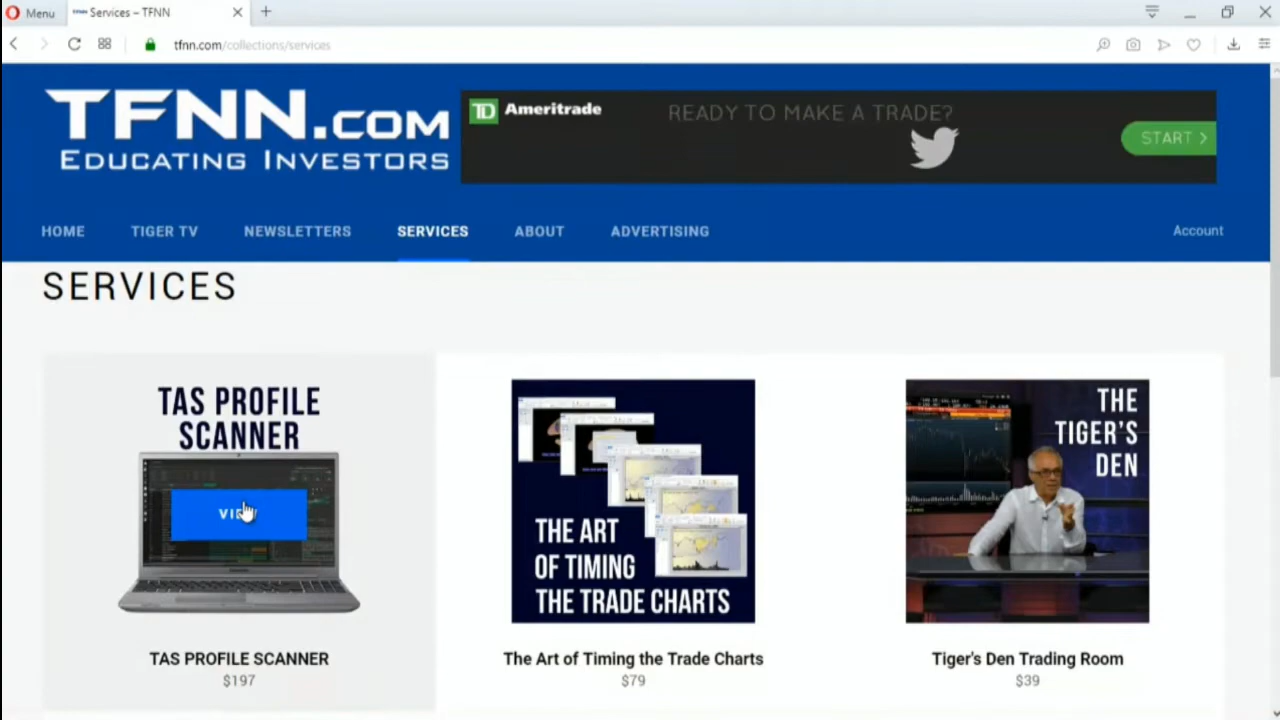 Menu
Services – TFNN
tfnn.com/collections/services
TFNN.COM
EDUCATING INVESTORS
TD Ameritrade
READY TO MAKE A TRADE?
START >
HOME
TIGER TV
NEWSLETTERS
SERVICES
ABOUT
ADVERTISING
Account
SERVICES
TAS PROFILE
SCANNER
TAS PROFILE SCANNER
$197
THE ART
OF TIMING
THE TRADE CHARTS
The Art of Timing the Trade Charts
$79
THE
TIGER'S
DEN
Tiger's Den Trading Room
$39